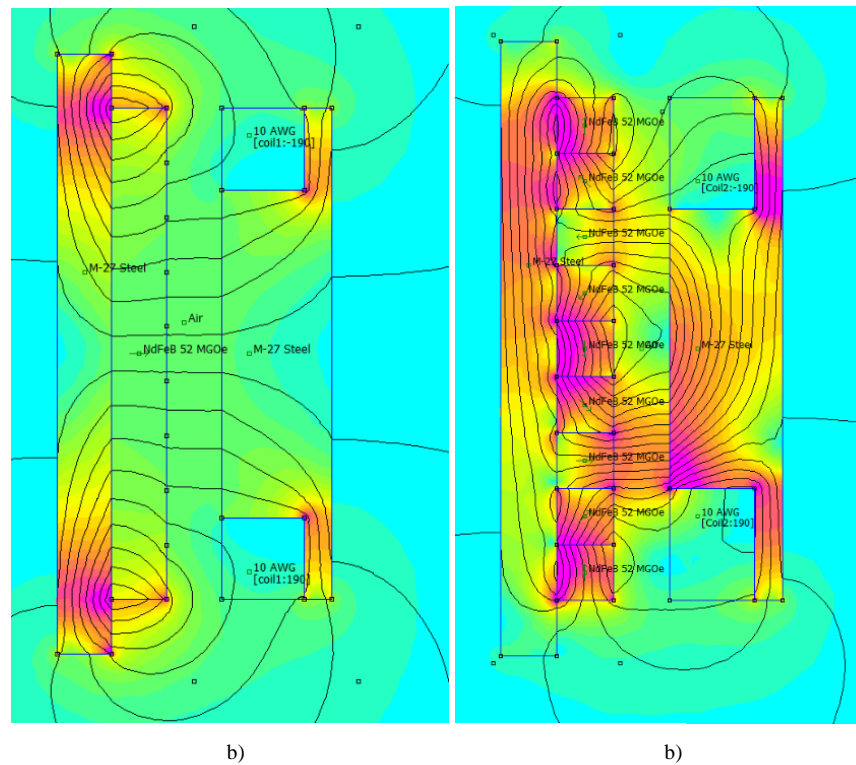 10 AWG
[coil1:-190]
M-27 Steel
Air
NdFeB 52 MGOe
M-27 Steel
10 AWG
[coil1:190]
b)
NdFeB 52 MGOe
NdFeB 52 MGOe
10 AWG
[Coil2:-190]
NdFeB 52 MGOe
M-27 Steel
NdFeB 52 MGOe
NdFeB 52 MGOe
M-27 Steel
NdFeB 52 MGOe
NdFeB 52 MGOe
NdFeB 52 MGOe
10 AWG
[Coil2:190]
NdFeB 52 MGOe
b)